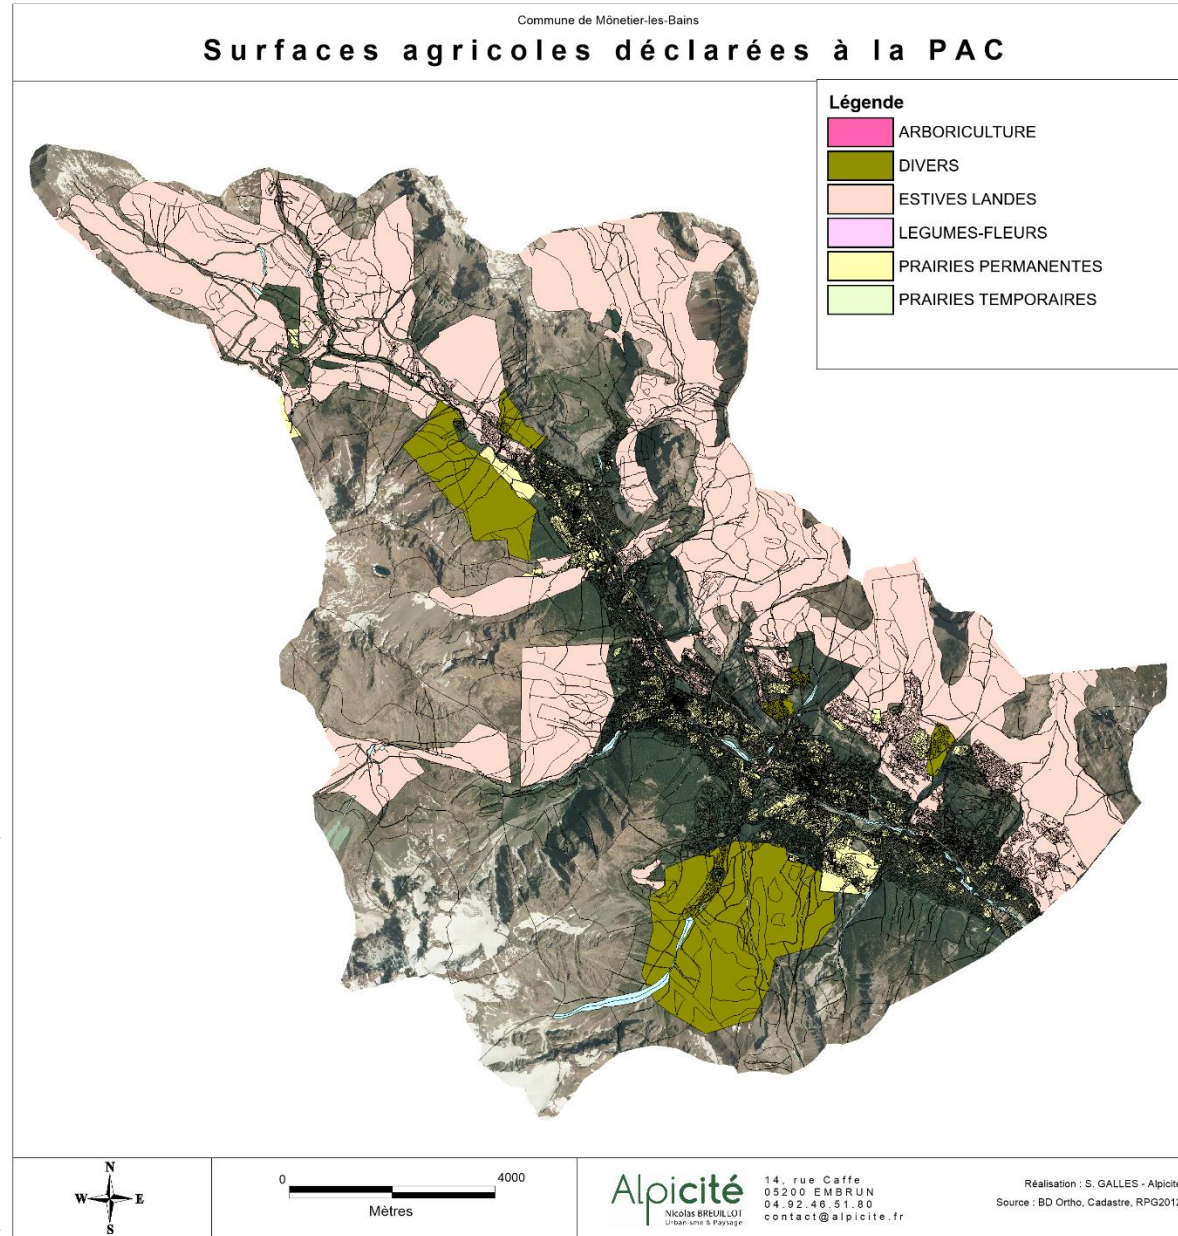 Commune de Mônetier-les-Bains
Surfaces agricoles déclarées à la PAC
Légende
ARBORICULTURE
DIVERS
ESTIVES LANDES
LEGUMES-FLEURS
PRAIRIES PERMANENTES
PRAIRIES TEMPORAIRES
N
W E
S
0 4000
Mètres
Alpicité
Nicolas BREUILLOT
Urbanisme & Paysage
14, rue Caffe
05200 EMBRUN
04.92.46.51.80
contact@alpicite.fr
Réalisation : S. GALLES - Alpicité
Source : BD Ortho, Cadastre, RPG2012